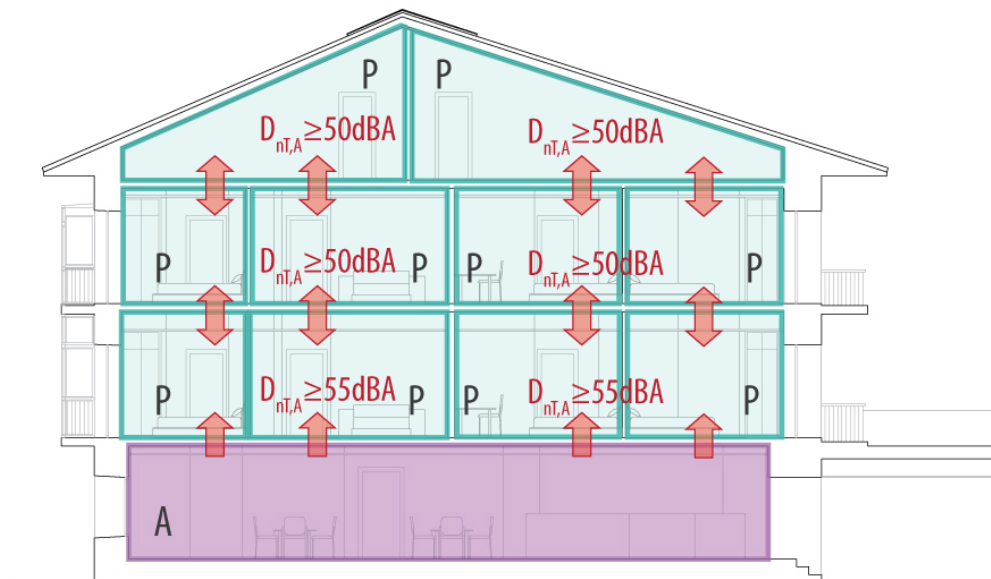 P P
DnT,A≥50dBA DnT,A≥50dBA
P DnT,A≥50dBA P P DnT,A≥50dBA P
P DnT,A≥55dBA P P DnT,A≥55dBA P
A